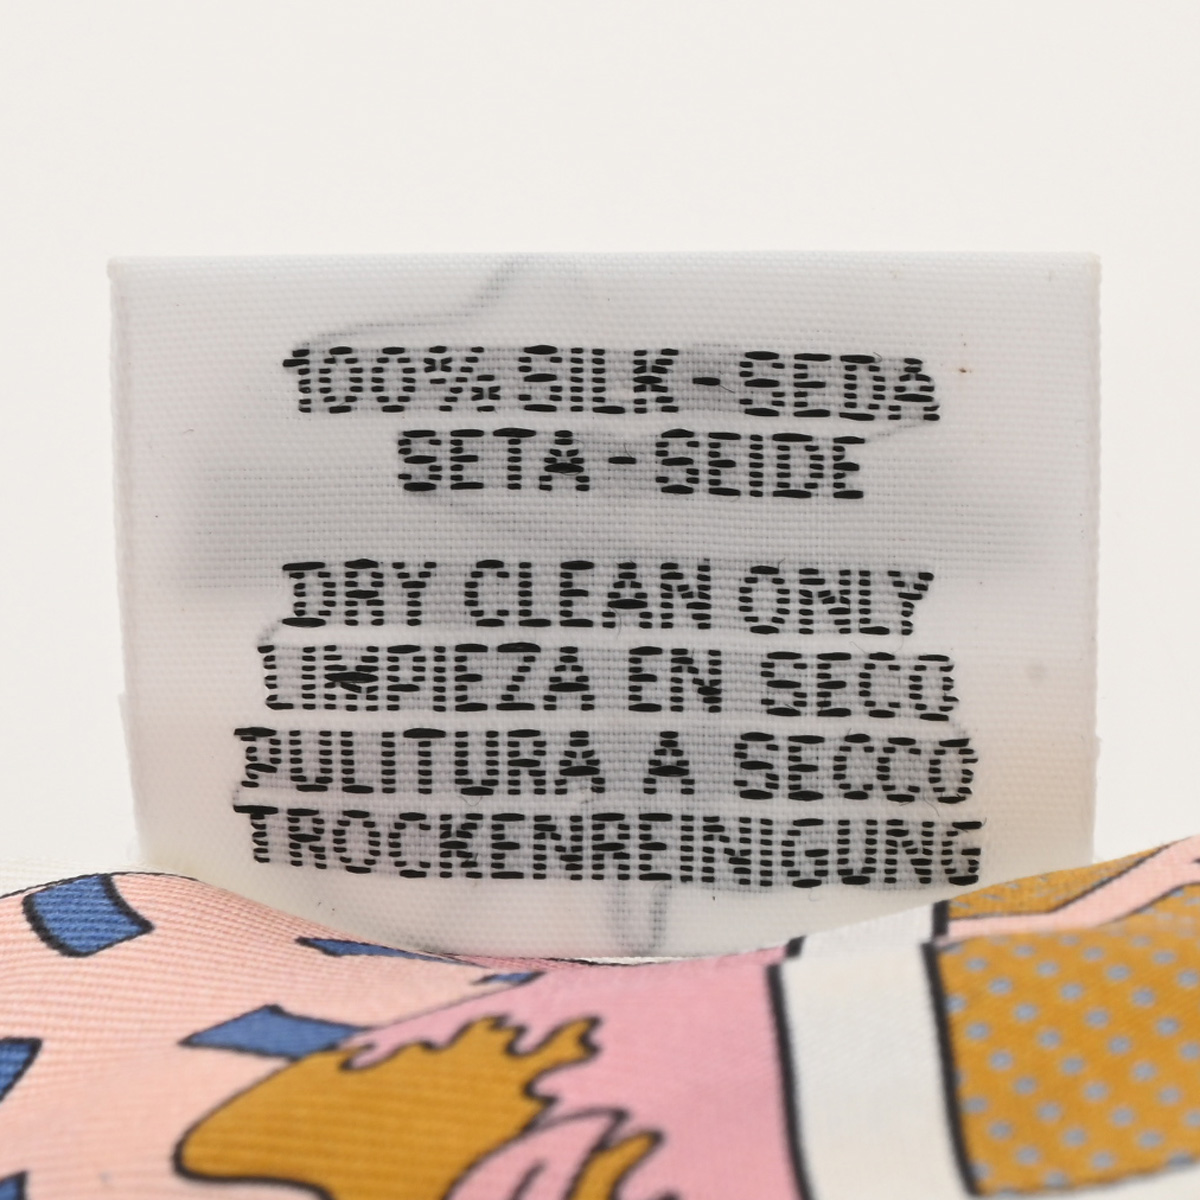 100% SILK - SEDA
SETA - SEIDE
DRY CLEAN ONLY
LIMPIEZA EN SECO
PULITURA A SECCO
TROCKENREINIGUNG